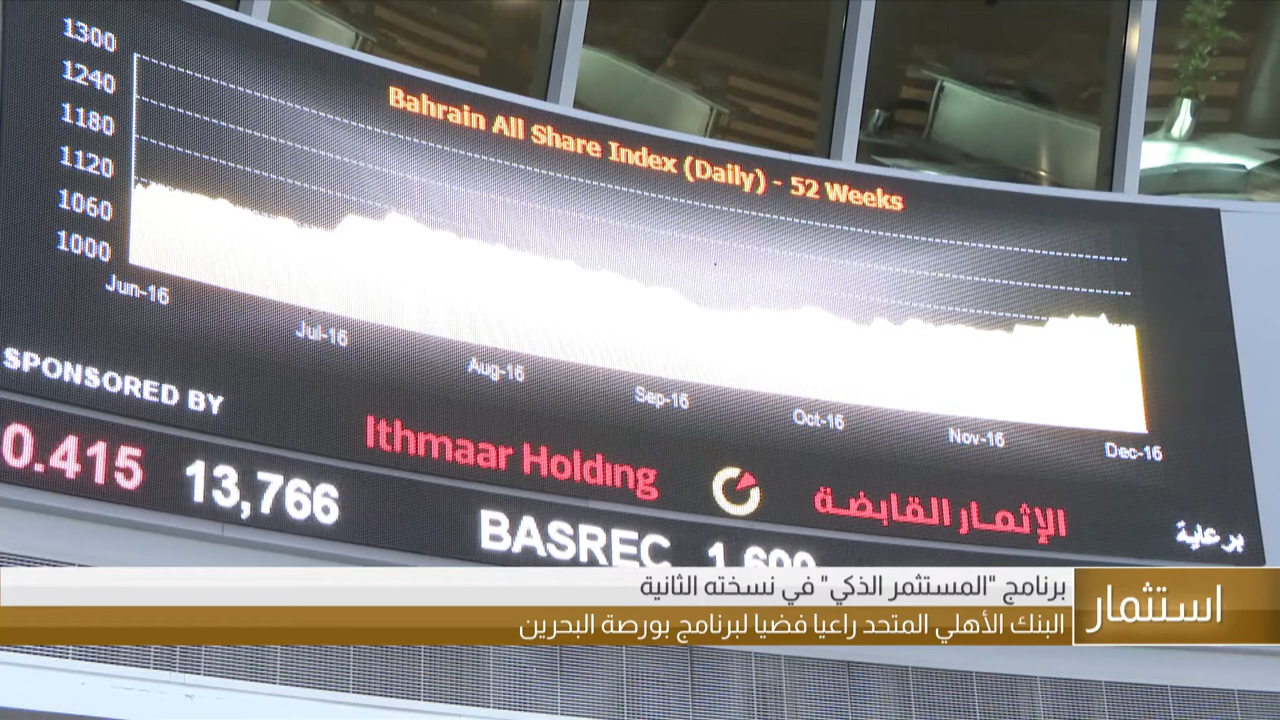 Bahrain All Share Index (Daily) - 52 Weeks
1300
1240
1180
1120
1060
1000
Jun-16
Jul-16
Aug-16
Sep-16
Oct-16
Nov-16
Dec-16
SPONSORED BY
Ithmaar Holding
الإثمار القابضة
برعاية
0.415 13,766 BASREC 1.600
استثمار
برنامج "المستثمر الذكي" في نسخته الثانية
البنك الأهلي المتحد راعيا فضيا لبرنامج بورصة البحرين